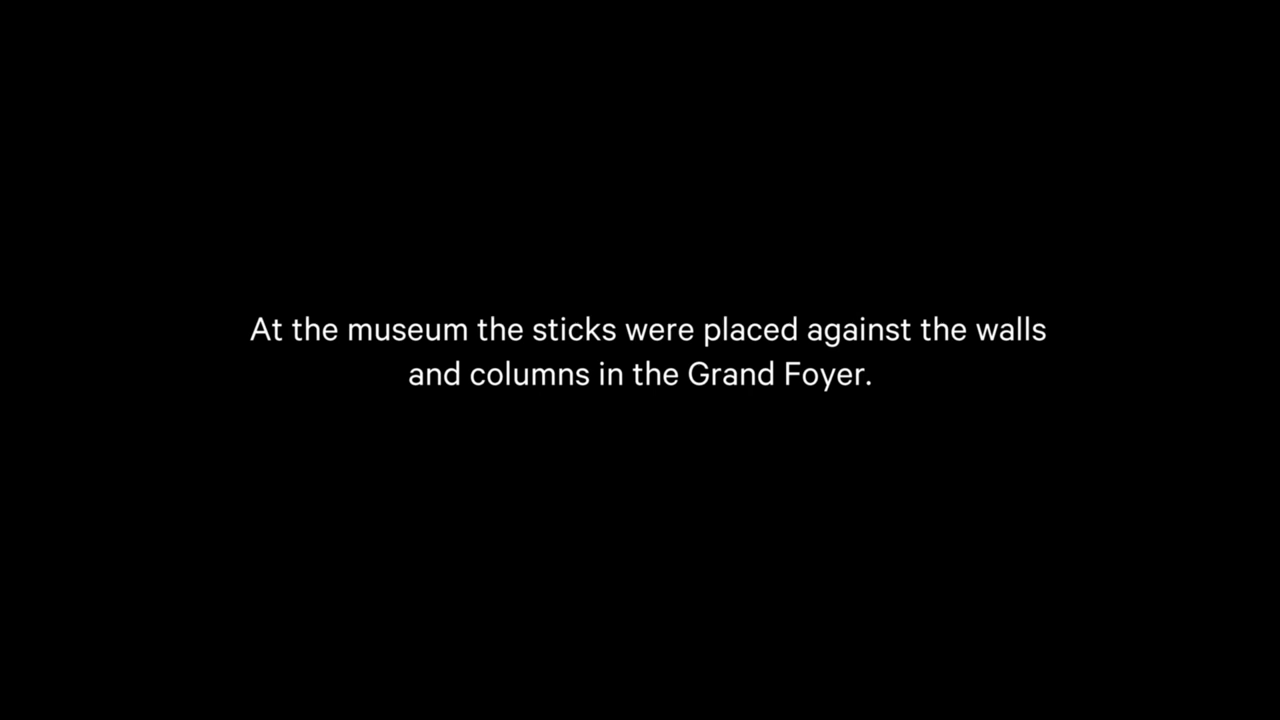 At the museum the sticks were placed against the walls
and columns in the Grand Foyer.